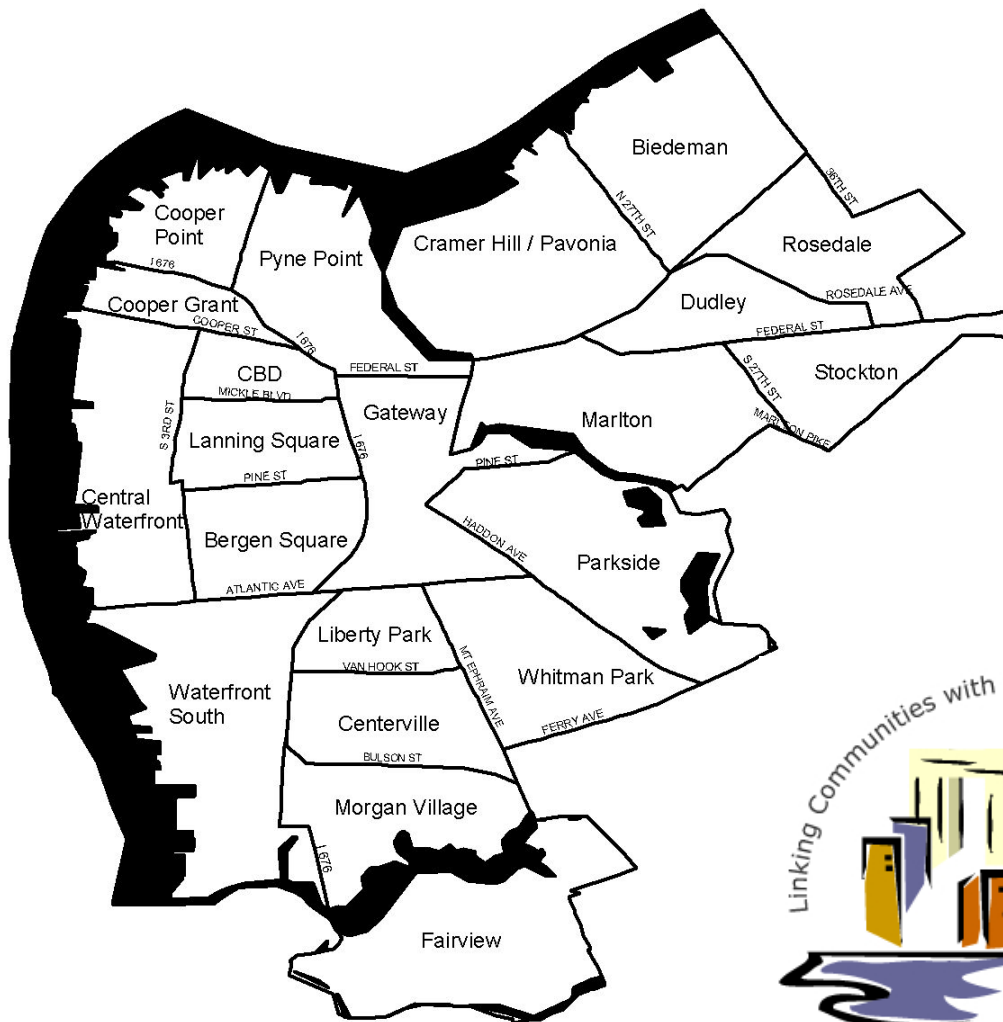 Biedeman
36TH ST
N 27TH ST
Cooper
Point
Pyne Point
Cramer Hill / Pavonia
Rosedale
I 676
Cooper Grant
COOPER ST
I 676
Dudley
ROSEDALE AVE
FEDERAL ST
CBD
MICKLE BLVD
FEDERAL ST
S 27TH ST
Stockton
S 3RD ST
Lanning Square
I 676
Gateway
Marlton
MARLTON PIKE
PINE ST
PINE ST
Central
Waterfront
Bergen Square
HADDON AVE
Parkside
ATLANTIC AVE
Liberty Park
VAN HOOK ST
MT EPHRAIM AVE
Whitman Park
Waterfront
South
Centerville
FERRY AVE
BULSON ST
Morgan Village
I 676
Fairview
Linking Communities with